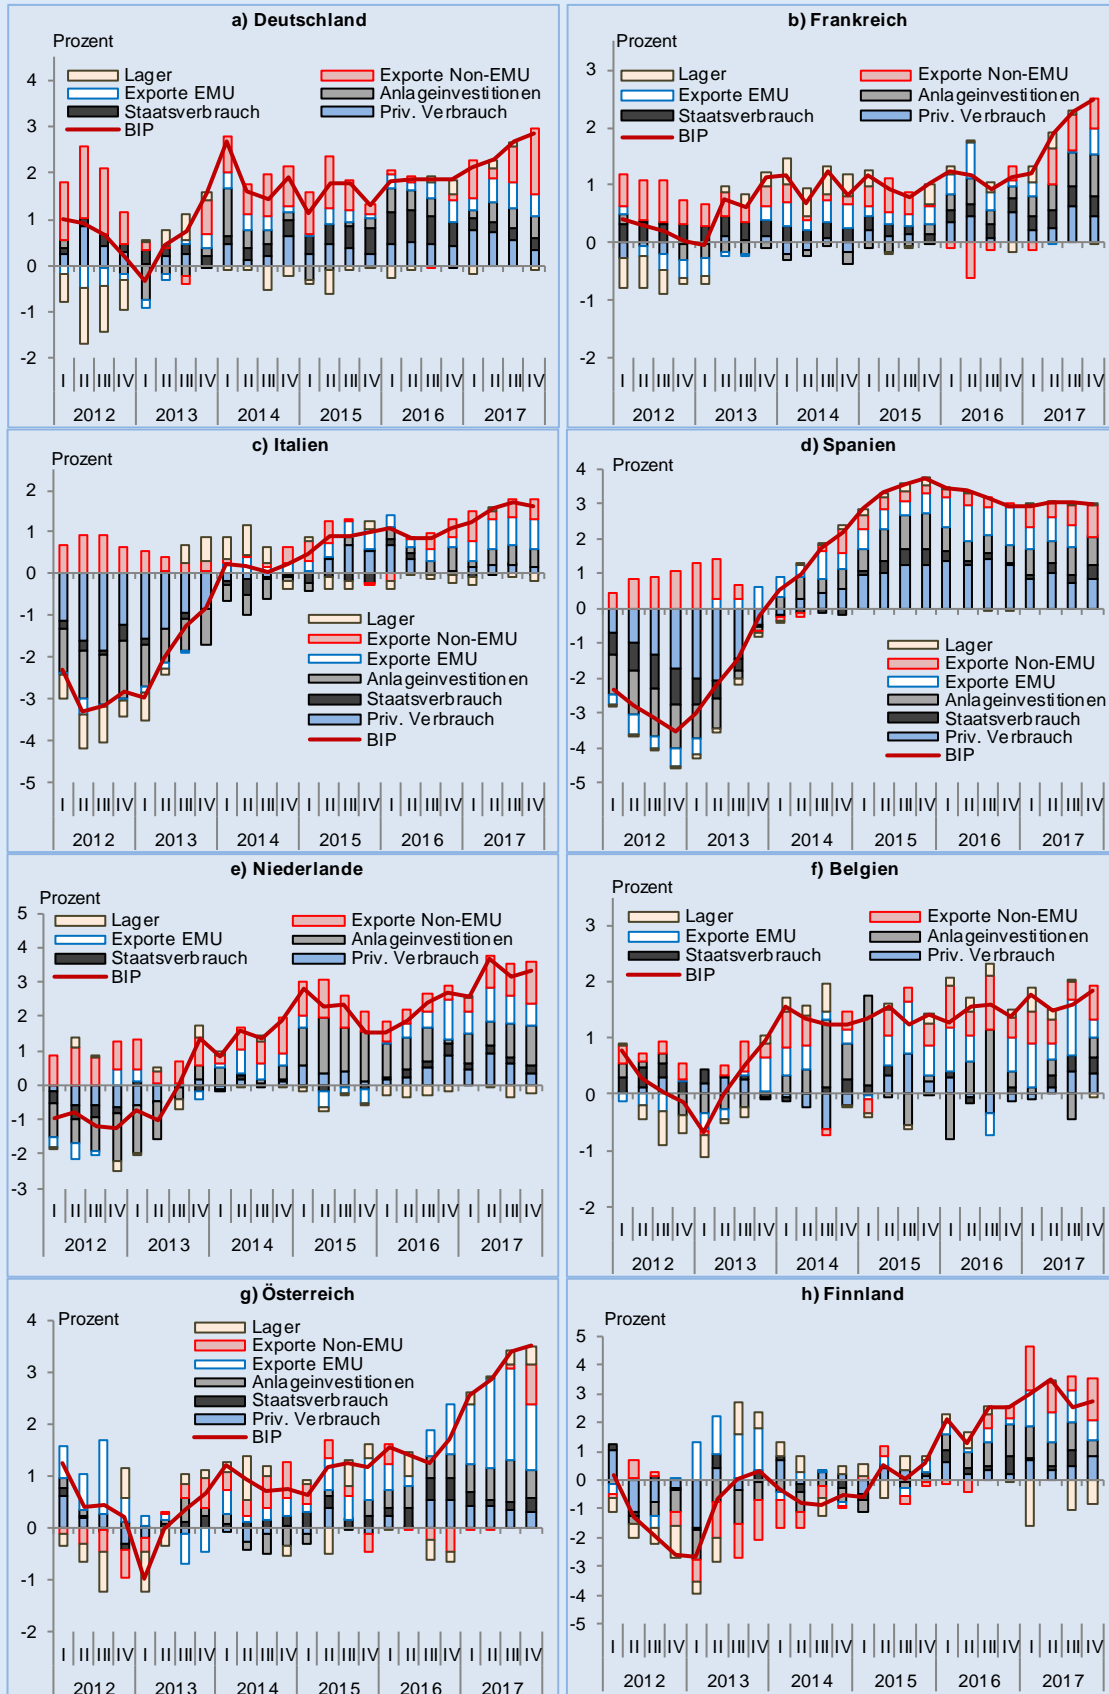 a) Deutschland
Prozent
Lager
Exporte Non-EMU
Exporte EMU
Anlageinvestitionen
Staatsverbrauch
Priv. Verbrauch
BIP
4
3
2
1
0
-1
-2
I II III IV I II III IV I II III IV I II III IV I II III IV I II III IV
2012 2013 2014 2015 2016 2017
b) Frankreich
Prozent
Lager
Exporte Non-EMU
Exporte EMU
Anlageinvestitionen
Staatsverbrauch
Priv. Verbrauch
BIP
3
2
1
0
-1
-2
I II III IV I II III IV I II III IV I II III IV I II III IV I II III IV
2012 2013 2014 2015 2016 2017
c) Italien
Prozent
2
1
0
-1
-2
-3
-4
-5
Lager
Exporte Non-EMU
Exporte EMU
Anlageinvestitionen
Staatsverbrauch
Priv. Verbrauch
BIP
I II III IV I II III IV I II III IV I II III IV I II III IV I II III IV
2012 2013 2014 2015 2016 2017
d) Spanien
Prozent
4
3
2
1
0
-1
-2
-3
-4
-5
Lager
Exporte Non-EMU
Exporte EMU
Anlageinvestitionen
Staatsverbrauch
Priv. Verbrauch
BIP
I II III IV I II III IV I II III IV I II III IV I II III IV I II III IV
2012 2013 2014 2015 2016 2017
e) Niederlande
Prozent
Lager
Exporte Non-EMU
Exporte EMU
Anlageinvestitionen
Staatsverbrauch
Priv. Verbrauch
BIP
5
4
3
2
1
0
-1
-2
-3
I II III IV I II III IV I II III IV I II III IV I II III IV I II III IV
2012 2013 2014 2015 2016 2017
f) Belgien
Prozent
Lager
Exporte Non-EMU
Exporte EMU
Anlageinvestitionen
Staatsverbrauch
Priv. Verbrauch
BIP
3
2
1
0
-1
-2
I II III IV I II III IV I II III IV I II III IV I II III IV I II III IV
2012 2013 2014 2015 2016 2017
g) Österreich
Prozent
Lager
Exporte Non-EMU
Exporte EMU
Anlageinvestitionen
Staatsverbrauch
Priv. Verbrauch
BIP
4
3
2
1
0
-1
-2
I II III IV I II III IV I II III IV I II III IV I II III IV I II III IV
2012 2013 2014 2015 2016 2017
h) Finnland
Prozent
Lager
Exporte Non-EMU
Exporte EMU
Anlageinvestitionen
Staatsverbrauch
Priv. Verbrauch
BIP
5
4
3
2
1
0
-1
-2
-3
-4
-5
I II III IV I II III IV I II III IV I II III IV I II III IV I II III IV
2012 2013 2014 2015 2016 2017